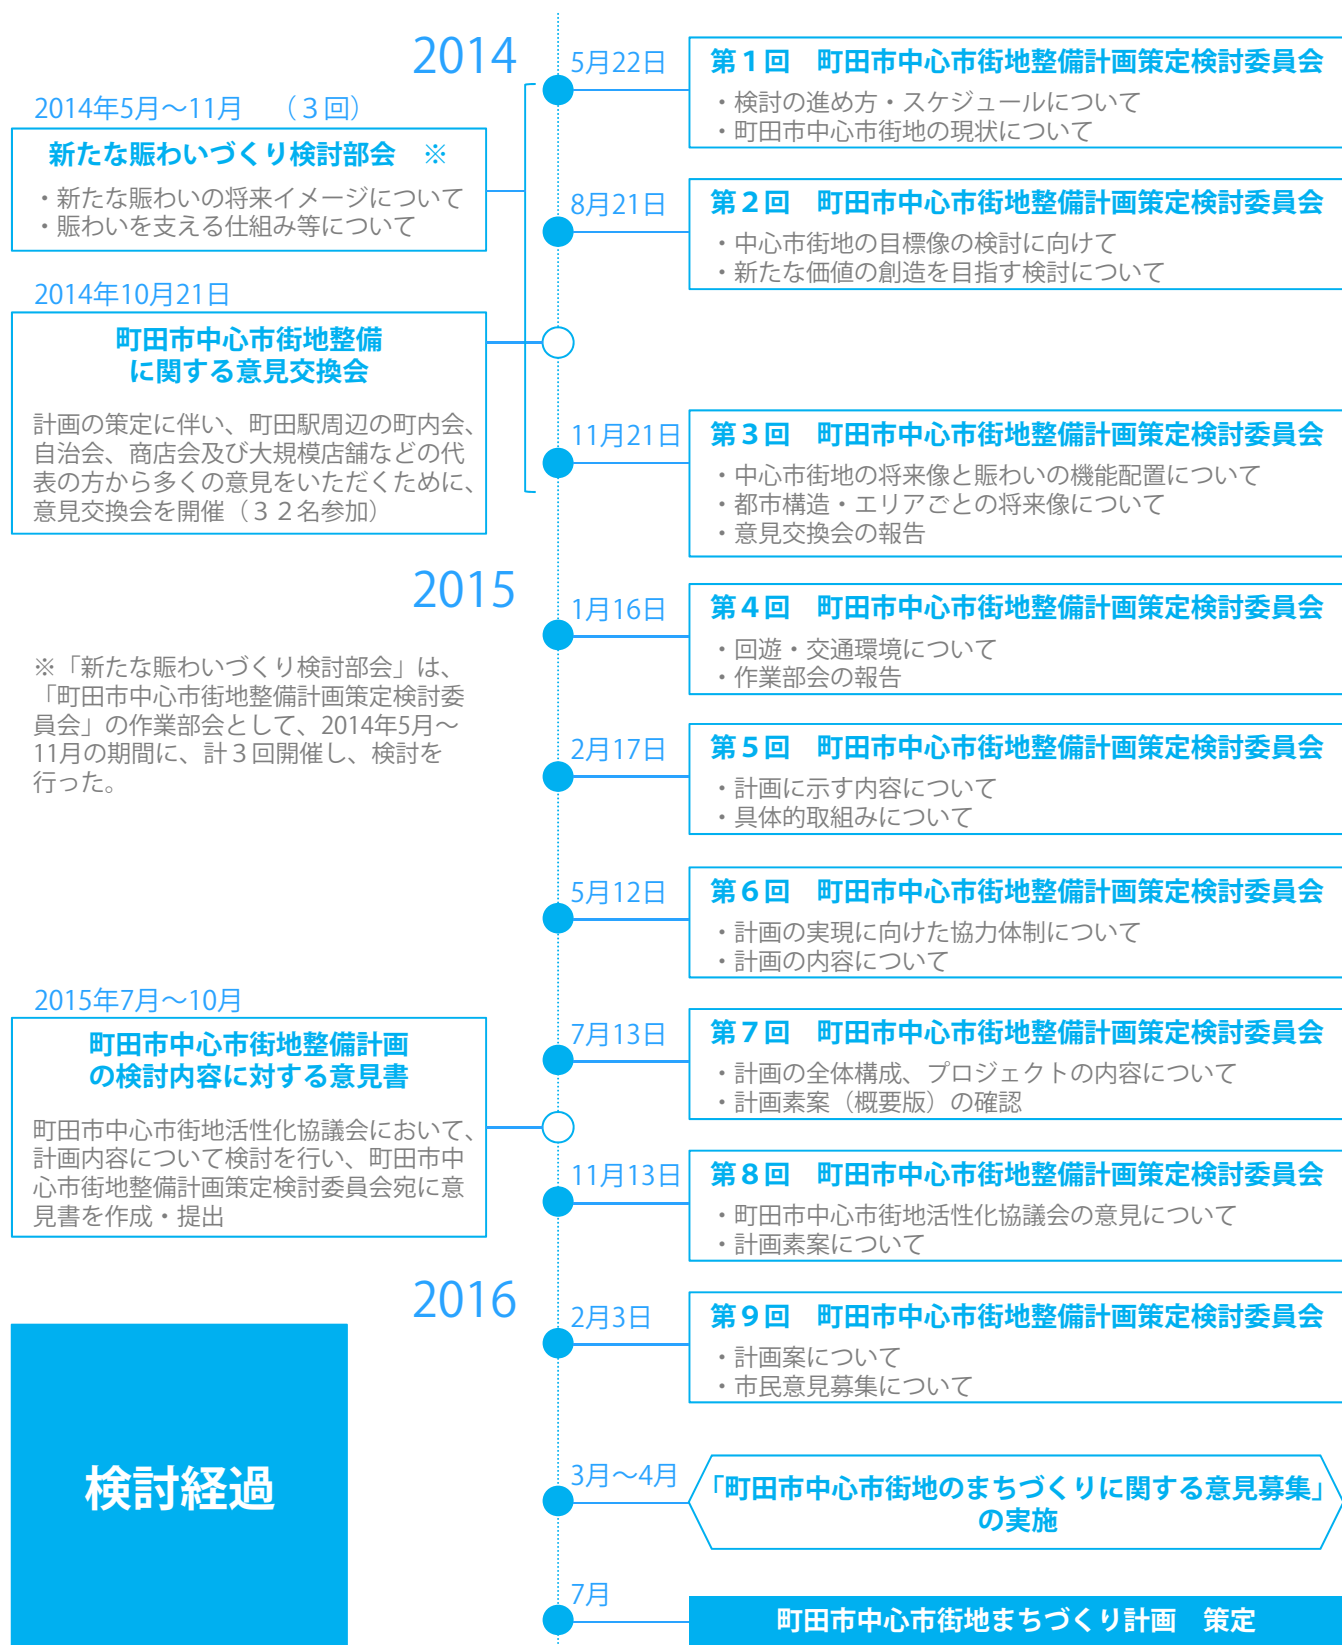 2014
5月22日
第１回　町田市中心市街地整備計画策定検討委員会
・検討の進め方・スケジュールについて
・町田市中心市街地の現状について
2014年5月～11月　（３回）
新たな賑わいづくり検討部会　※
・新たな賑わいの将来イメージについて
・賑わいを支える仕組み等について
8月21日
第２回　町田市中心市街地整備計画策定検討委員会
・中心市街地の目標像の検討に向けて
・新たな価値の創造を目指す検討について
2014年10月21日
町田市中心市街地整備
に関する意見交換会
計画の策定に伴い、町田駅周辺の町内会、
自治会、商店会及び大規模店舗などの代
表の方から多くの意見をいただくために、
意見交換会を開催（３２名参加）
11月21日
第３回　町田市中心市街地整備計画策定検討委員会
・中心市街地の将来像と賑わいの機能配置について
・都市構造・エリアごとの将来像について
・意見交換会の報告
2015
1月16日
第４回　町田市中心市街地整備計画策定検討委員会
・回遊・交通環境について
・作業部会の報告
※「新たな賑わいづくり検討部会」は、
「町田市中心市街地整備計画策定検討委
員会」の作業部会として、2014年5月～
11月の期間に、計３回開催し、検討を
行った。
2月17日
第５回　町田市中心市街地整備計画策定検討委員会
・計画に示す内容について
・具体的取組みについて
5月12日
第６回　町田市中心市街地整備計画策定検討委員会
・計画の実現に向けた協力体制について
・計画の内容について
2015年7月～10月
町田市中心市街地整備計画
の検討内容に対する意見書
町田市中心市街地活性化協議会において、
計画内容について検討を行い、町田市中
心市街地整備計画策定検討委員会宛に意
見書を作成・提出
7月13日
第７回　町田市中心市街地整備計画策定検討委員会
・計画の全体構成、プロジェクトの内容について
・計画素案（概要版）の確認
11月13日
第８回　町田市中心市街地整備計画策定検討委員会
・町田市中心市街地活性化協議会の意見について
・計画素案について
2016
2月3日
第９回　町田市中心市街地整備計画策定検討委員会
・計画案について
・市民意見募集について
検討経過
3月～4月
「町田市中心市街地のまちづくりに関する意見募集」
の実施
7月
町田市中心市街地まちづくり計画　策定